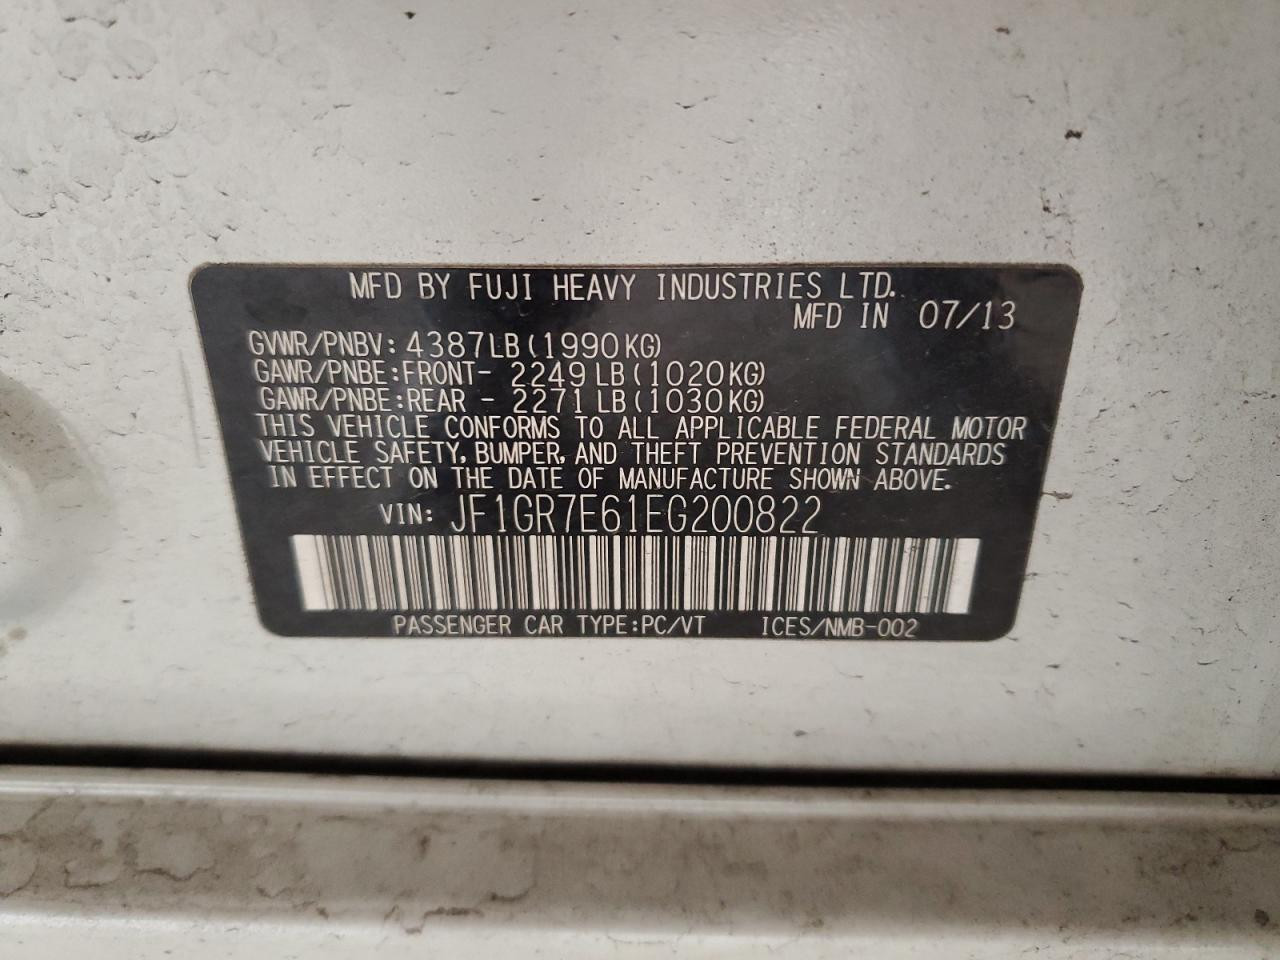 MFD BY FUJI HEAVY INDUSTRIES LTD.
MFD IN 07/13
GVWR/PNBV: 4387LB(1990KG)
GAWR/PNBE:FRONT- 2249LB(1020KG)
GAWR/PNBE:REAR - 2271LB(1030KG)
THIS VEHICLE CONFORMS TO ALL APPLICABLE FEDERAL MOTOR
VEHICLE SAFETY, BUMPER, AND THEFT PREVENTION STANDARDS
IN EFFECT ON THE DATE OF MANUFACTURE SHOWN ABOVE.
VIN: JF1GR7E61EG200822
PASSENGER CAR TYPE:PC/VT ICES/NMB-002